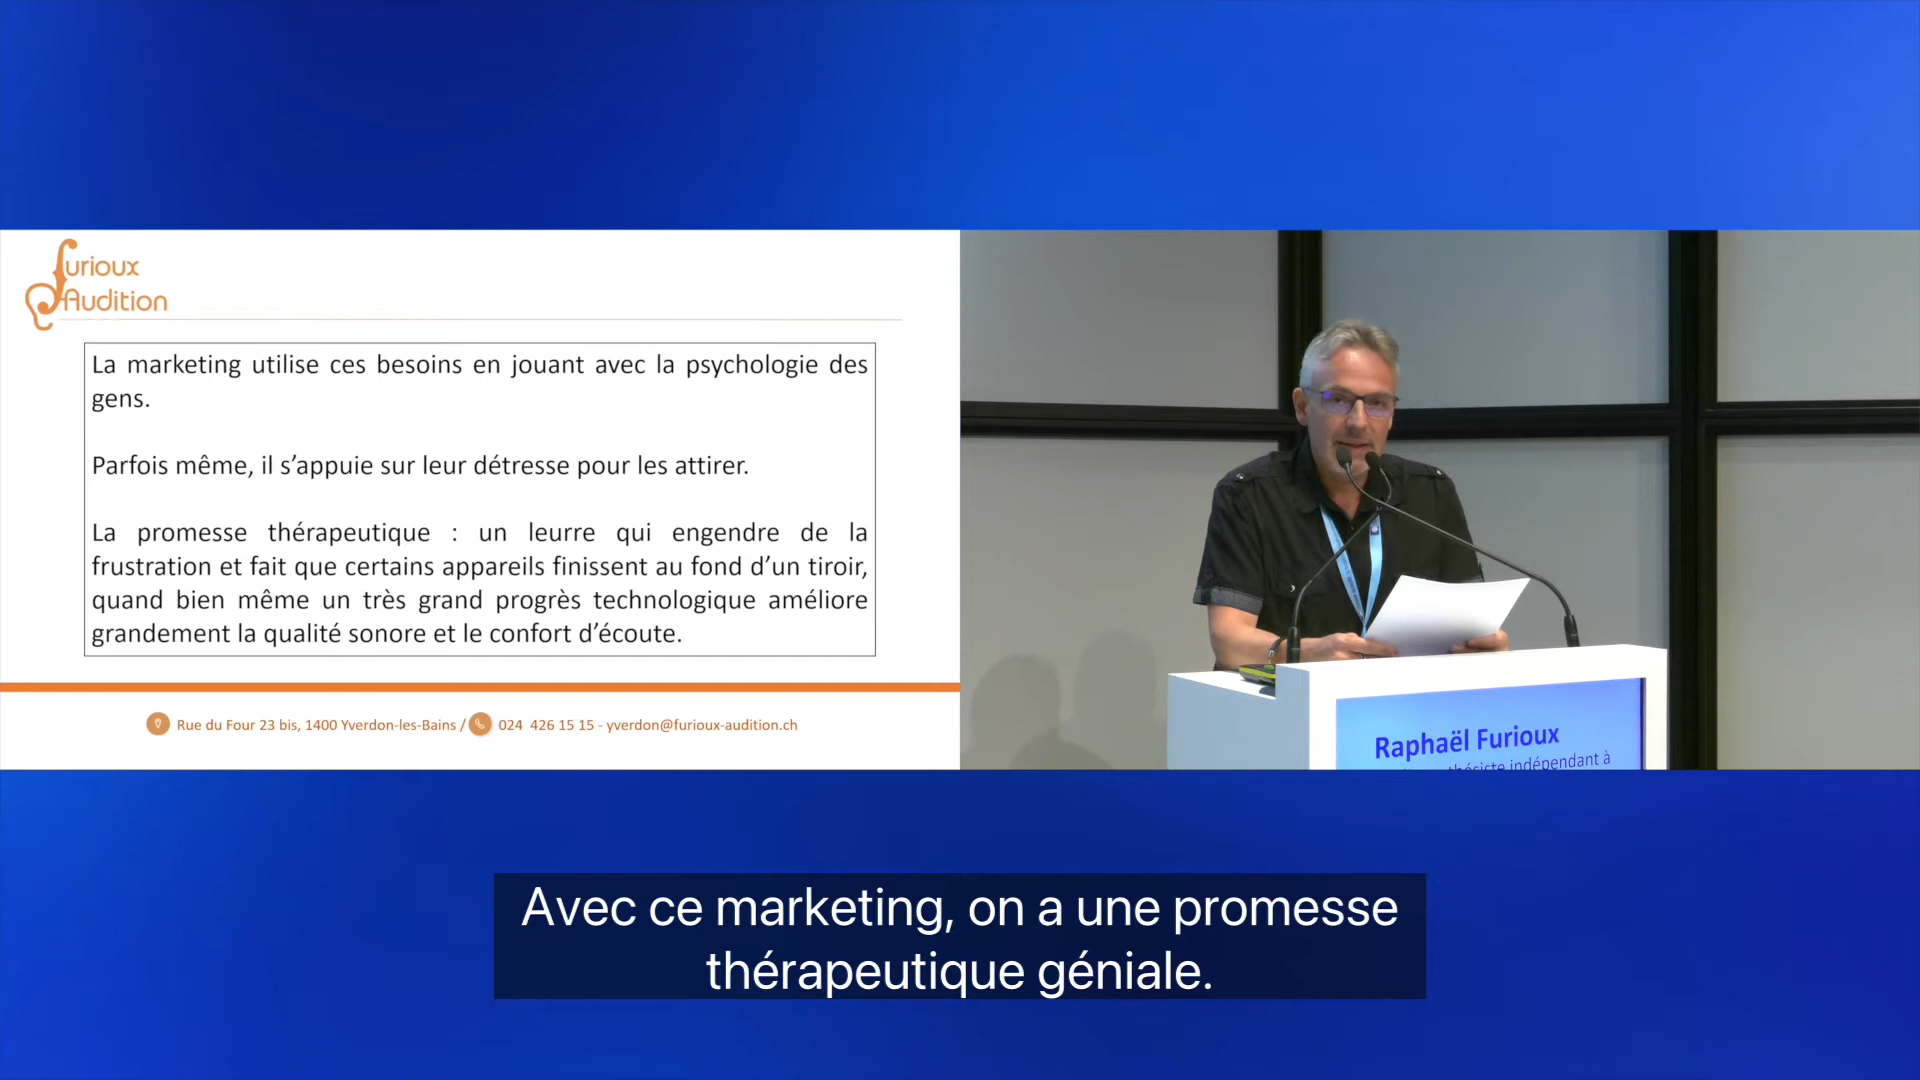 Furioux
Audition
La marketing utilise ces besoins en jouant avec la psychologie des
gens.
Parfois même, il s’appuie sur leur détresse pour les attirer.
La promesse thérapeutique : un leurre qui engendre de la
frustration et fait que certains appareils finissent au fond d’un tiroir,
quand bien même un très grand progrès technologique améliore
grandement la qualité sonore et le confort d’écoute.
Rue du Four 23 bis, 1400 Yverdon-les-Bains / 024 426 15 15 - yverdon@furioux-audition.ch
Raphaël Furioux
indépendant à
Avec ce marketing, on a une promesse
thérapeutique géniale.